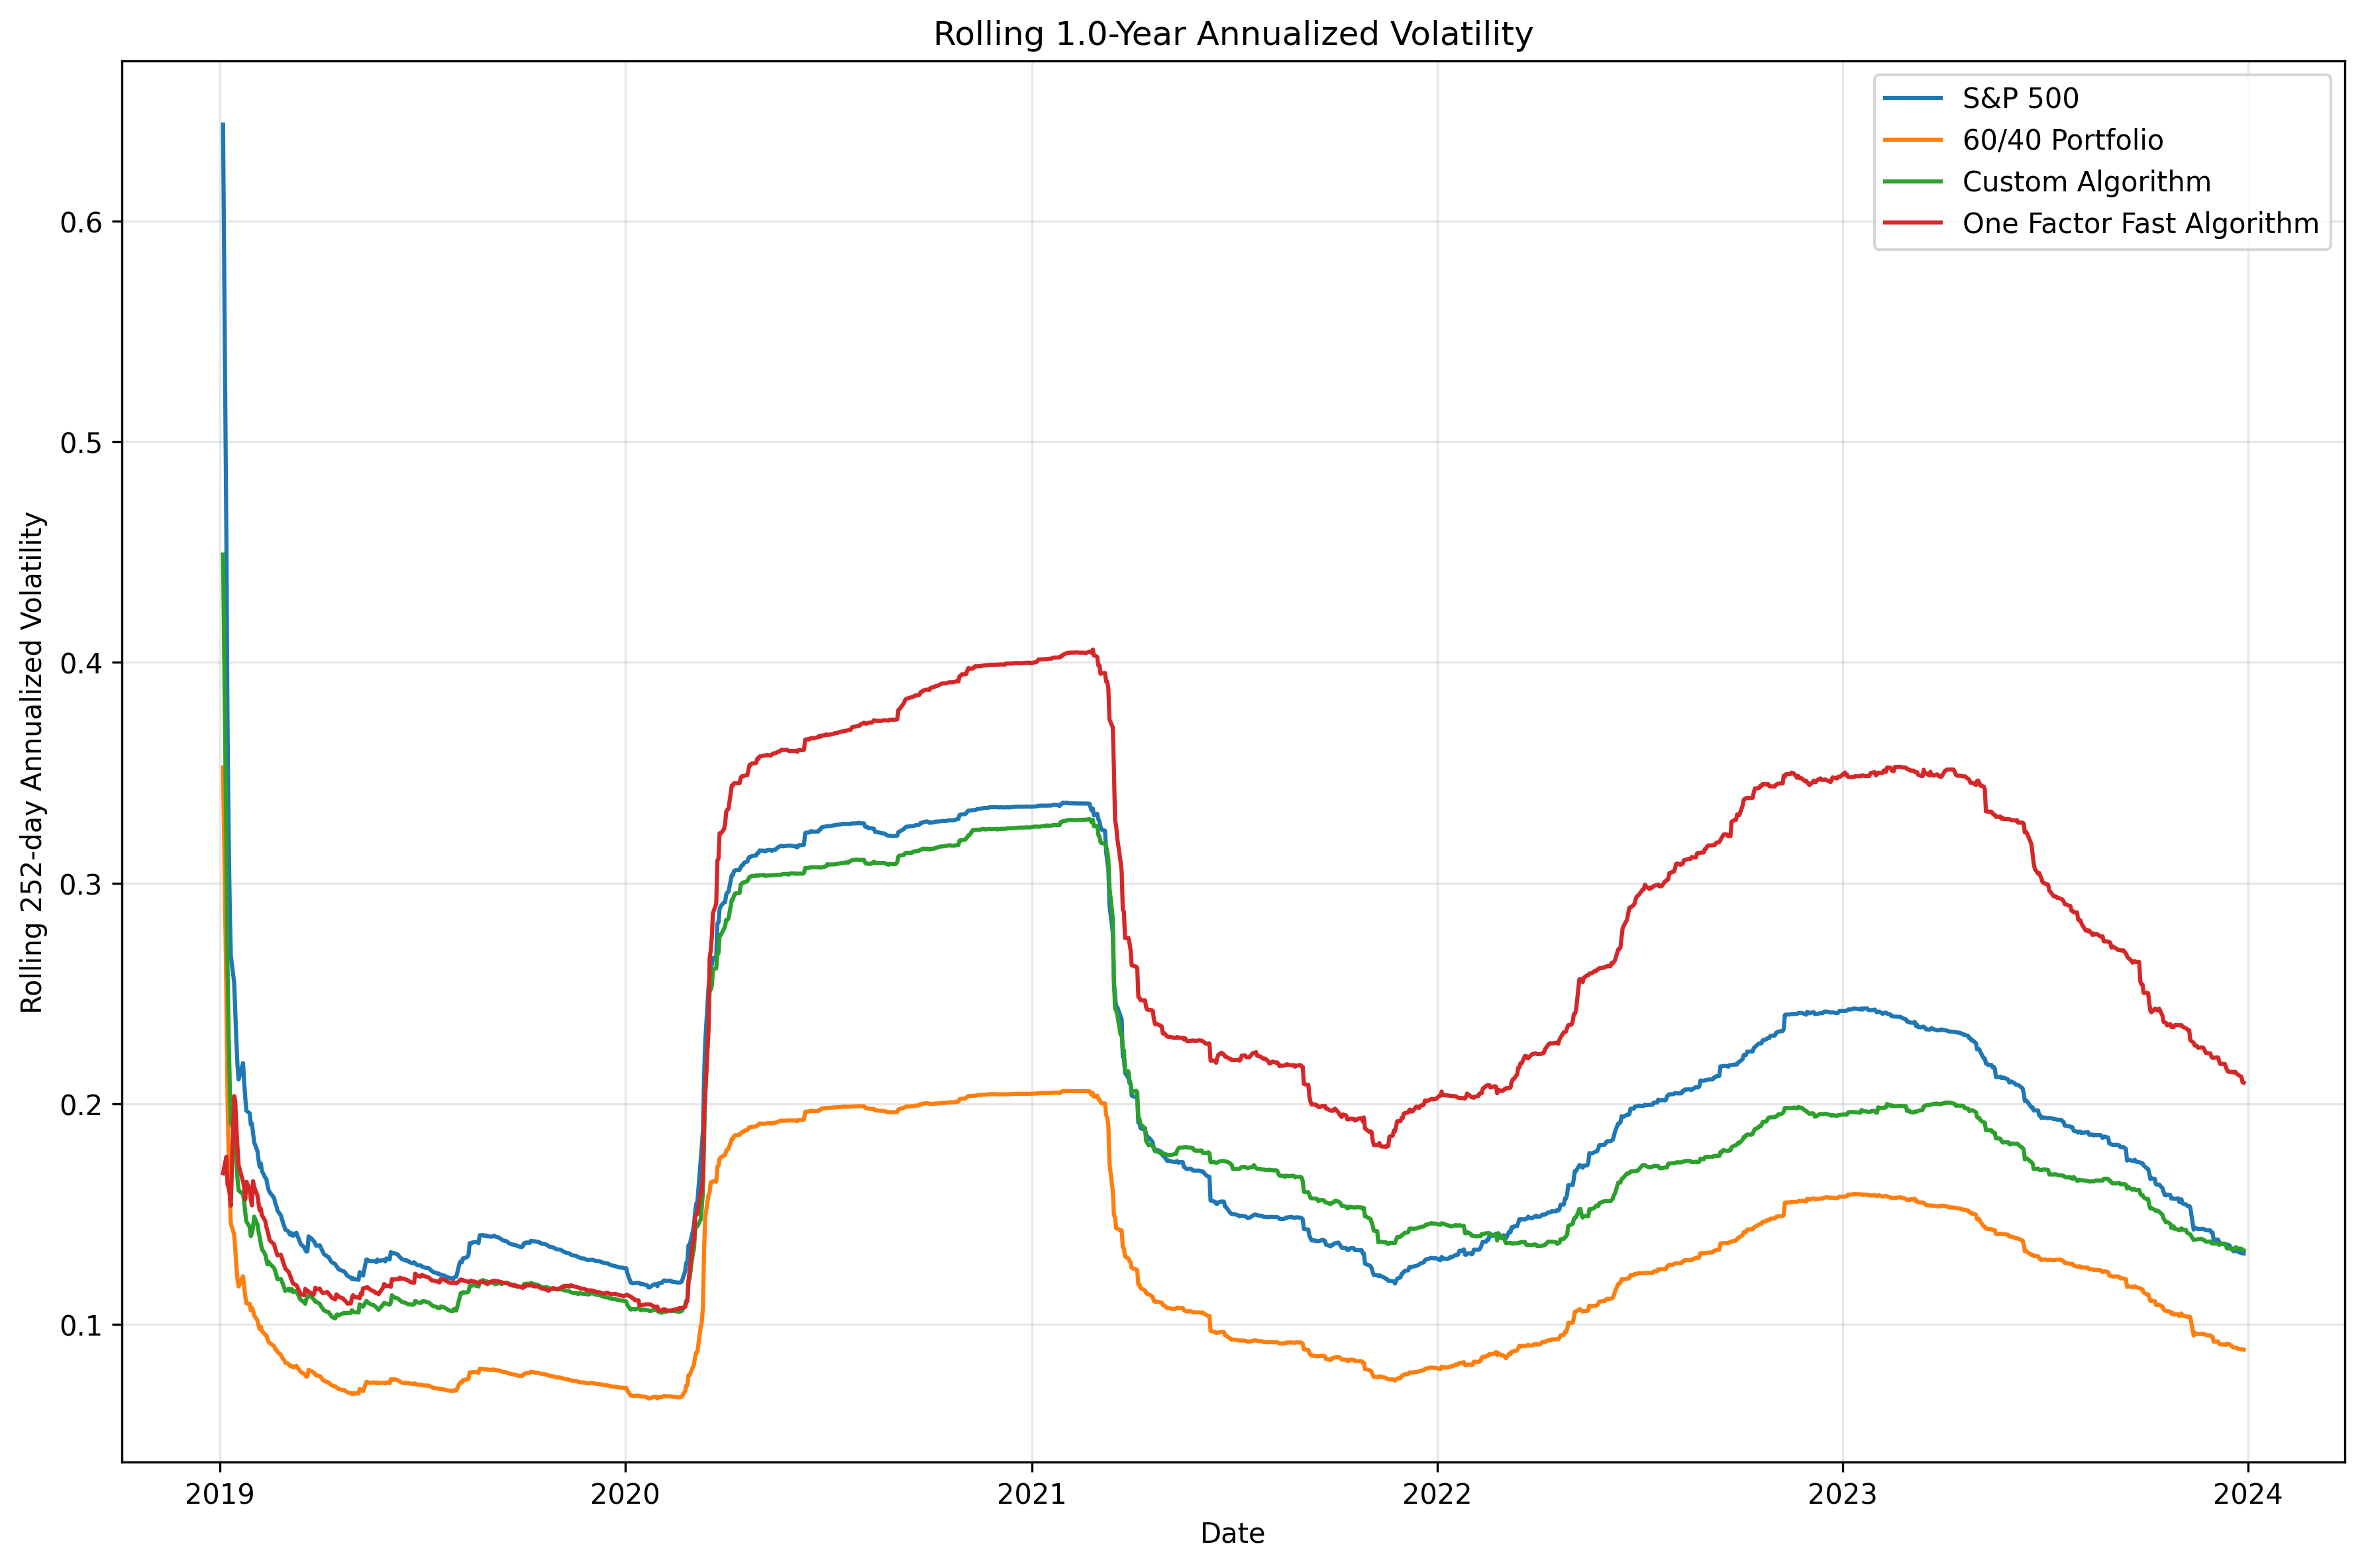 Rolling 1.0-Year Annualized Volatility
S&P 500
60/40 Portfolio
Custom Algorithm
One Factor Fast Algorithm
Rolling 252-day Annualized Volatility
0.6
0.5
0.4
0.3
0.2
0.1
2019 2020 2021 2022 2023 2024
Date